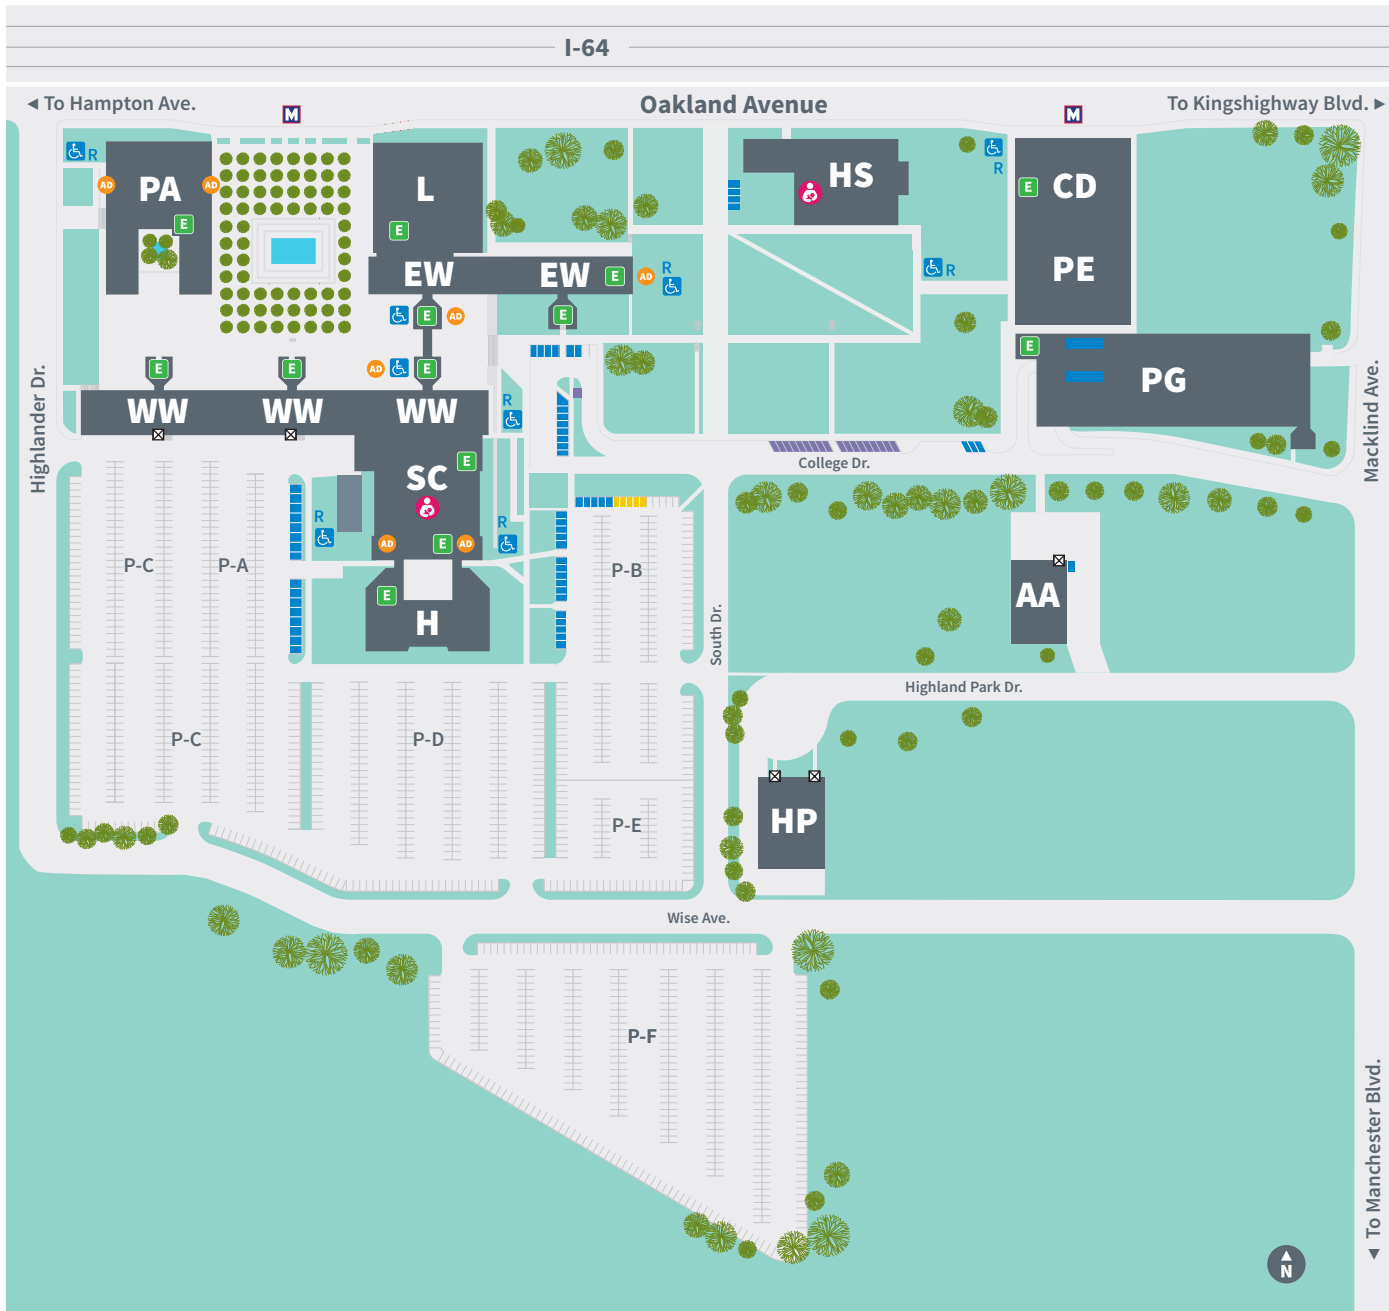 I-64
◄ To Hampton Ave.
Oakland Avenue
To Kingshighway Blvd. ►
M
M
R
PA
AD
AD
E
L
E
HS
R
E
CD
PE
EW
EW
E
AD
R
R
E
AD
E
E
PG
E
E
AD
E
Highlander Dr.
Macklind Ave.
WW
WW
WW
R
SC
E
College Dr.
R
R
AD
E
AD
P-C
P-A
P-B
E
H
AA
South Dr.
Highland Park Dr.
P-C
P-D
P-E
HP
Wise Ave.
P-F
◄ To Manchester Blvd.
N